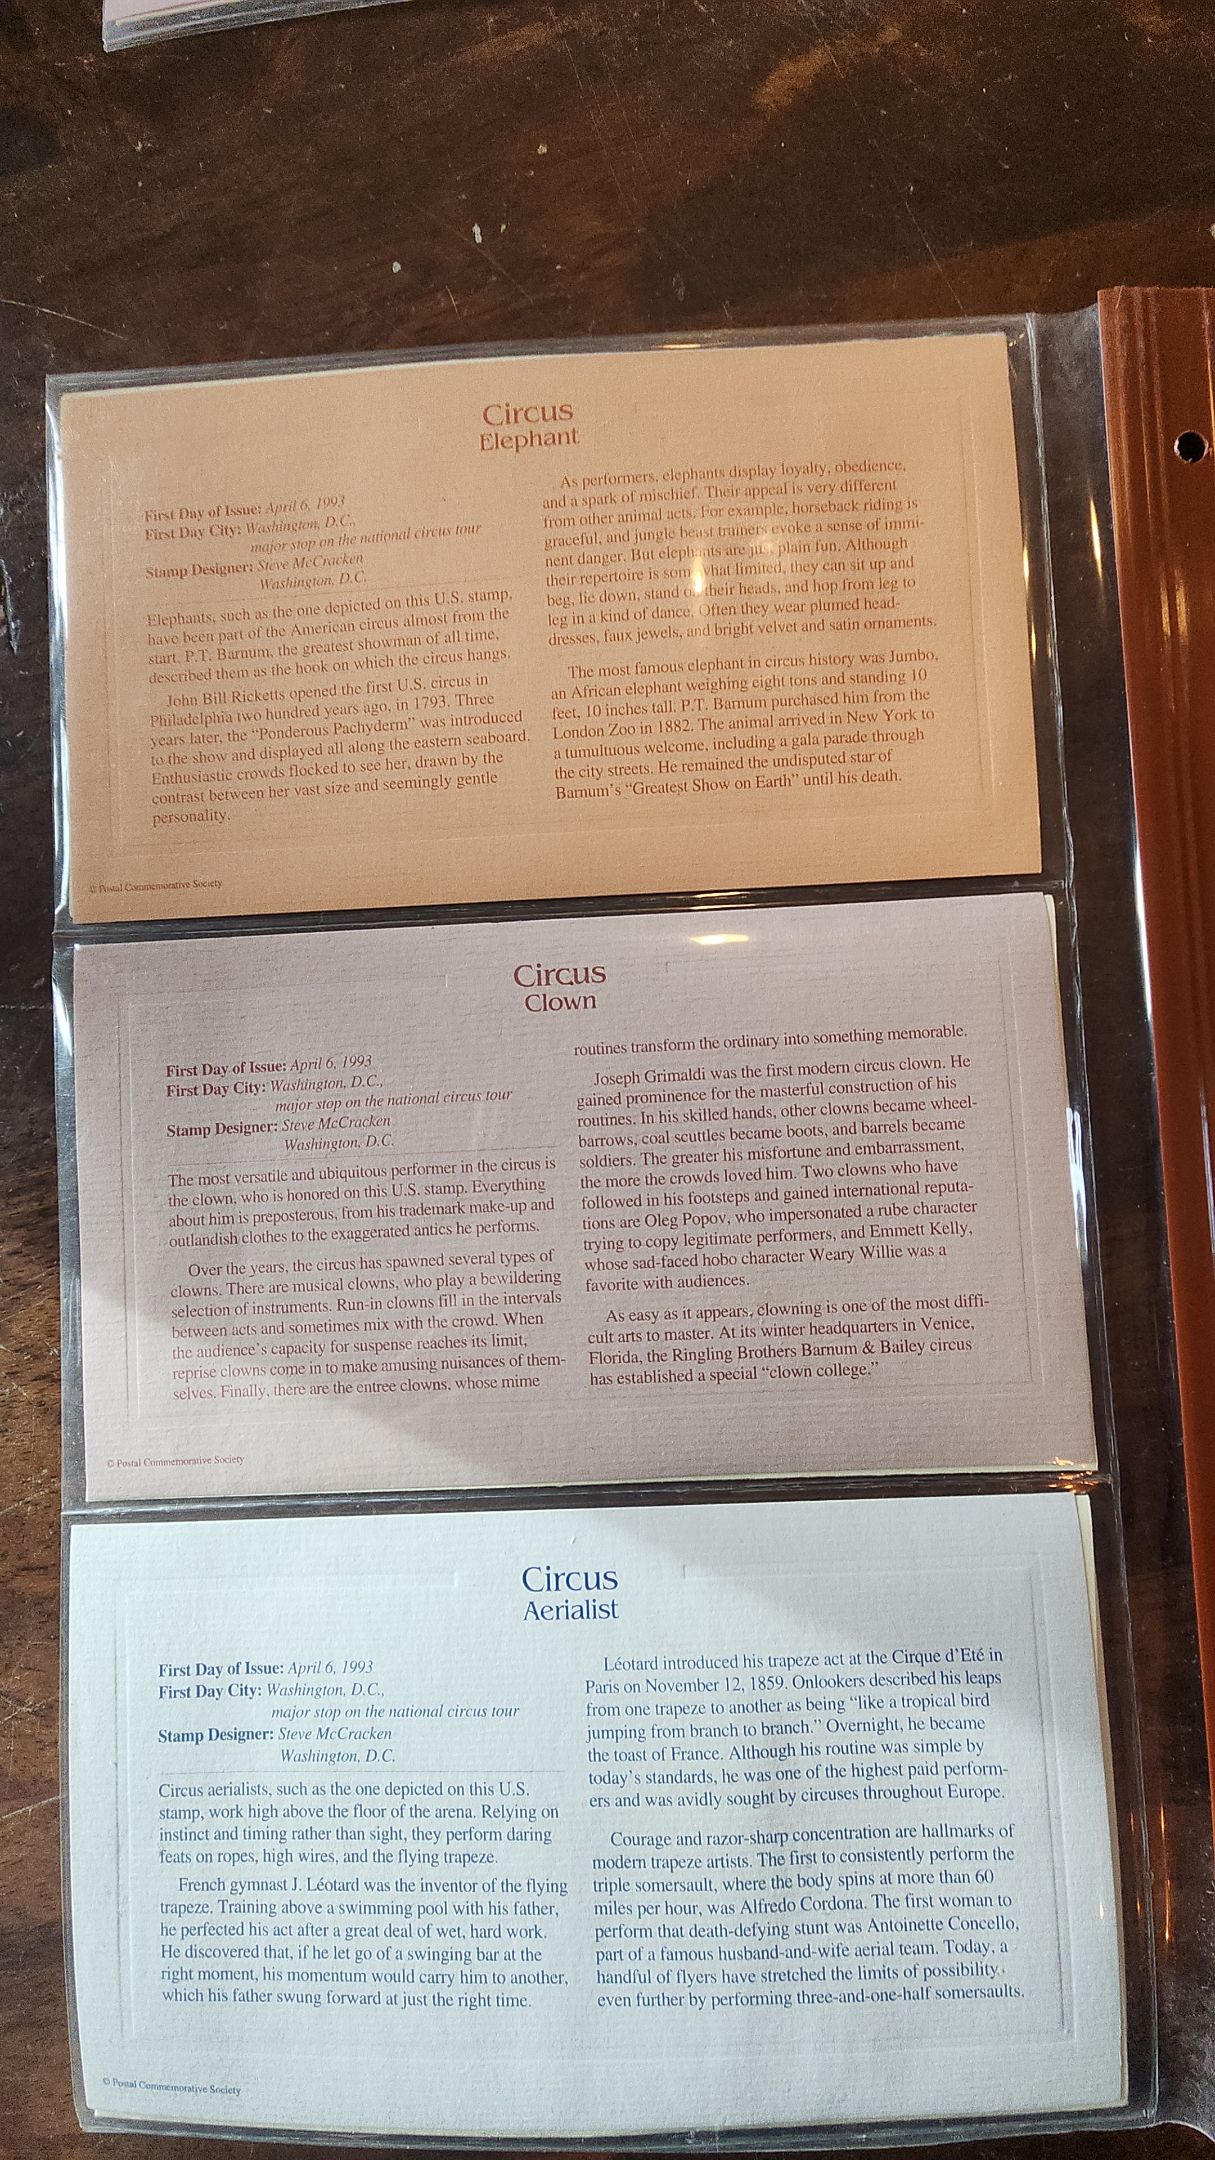 Circus
Elephant
First Day of Issue: April 6, 1993
First Day City: Washington, D.C.,
major stop on the national circus tour
Stamp Designer: Steve McCracken
Washington, D.C.
Elephants, such as the one depicted on this U.S. stamp,
have been part of the American circus almost from the
start. P.T. Barnum, the greatest showman of all time,
described them as the hook on which the circus hangs.
John Bill Ricketts opened the first U.S. circus in
Philadelphia two hundred years ago, in 1793. Three
years later, the “Ponderous Pachyderm” was introduced
to the show and displayed all along the eastern seaboard.
Enthusiastic crowds flocked to see her, drawn by the
contrast between her vast size and seemingly gentle
personality.
As performers, elephants display loyalty, obedience,
and a spark of mischief. Their appeal is very different
from other animal acts. For example, horseback riding is
graceful, and jungle beast trainers evoke a sense of immi-
nent danger. But elephants are just plain fun. Although
their repertoire is somewhat limited, they can sit up and
beg, lie down, stand on their heads, and hop from leg to
leg in a kind of dance. Often they wear plumed head-
dresses, faux jewels, and bright velvet and satin ornaments.
The most famous elephant in circus history was Jumbo,
an African elephant weighing eight tons and standing 10
feet, 10 inches tall. P.T. Barnum purchased him from the
London Zoo in 1882. The animal arrived in New York to
a tumultuous welcome, including a gala parade through
the city streets. He remained the undisputed star of
Barnum’s “Greatest Show on Earth” until his death.
© Postal Commemorative Society
Circus
Clown
First Day of Issue: April 6, 1993
First Day City: Washington, D.C.,
major stop on the national circus tour
Stamp Designer: Steve McCracken
Washington, D.C.
The most versatile and ubiquitous performer in the circus is
the clown, who is honored on this U.S. stamp. Everything
about him is preposterous, from his trademark make-up and
outlandish clothes to the exaggerated antics he performs.
Over the years, the circus has spawned several types of
clowns. There are musical clowns, who play a bewildering
selection of instruments. Run-in clowns fill in the intervals
between acts and sometimes mix with the crowd. When
the audience’s capacity for suspense reaches its limit,
reprise clowns come in to make amusing nuisances of them-
selves. Finally, there are the entree clowns, whose mime
routines transform the ordinary into something memorable.
Joseph Grimaldi was the first modern circus clown. He
gained prominence for the masterful construction of his
routines. In his skilled hands, other clowns became wheel-
barrows, coal scuttles became boots, and barrels became
soldiers. The greater his misfortune and embarrassment,
the more the crowds loved him. Two clowns who have
followed in his footsteps and gained international reputa-
tions are Oleg Popov, who impersonated a rube character
trying to copy legitimate performers, and Emmett Kelly,
whose sad-faced hobo character Weary Willie was a
favorite with audiences.
As easy as it appears, clowning is one of the most diffi-
cult arts to master. At its winter headquarters in Venice,
Florida, the Ringling Brothers Barnum & Bailey circus
has established a special “clown college.”
© Postal Commemorative Society
Circus
Aerialist
First Day of Issue: April 6, 1993
First Day City: Washington, D.C.,
major stop on the national circus tour
Stamp Designer: Steve McCracken
Washington, D.C.
Circus aerialists, such as the one depicted on this U.S.
stamp, work high above the floor of the arena. Relying on
instinct and timing rather than sight, they perform daring
feats on ropes, high wires, and the flying trapeze.
French gymnast J. Léotard was the inventor of the flying
trapeze. Training above a swimming pool with his father,
he perfected his act after a great deal of wet, hard work.
He discovered that, if he let go of a swinging bar at the
right moment, his momentum would carry him to another,
which his father swung forward at just the right time.
Léotard introduced his trapeze act at the Cirque d’Eté in
Paris on November 12, 1859. Onlookers described his leaps
from one trapeze to another as being “like a tropical bird
jumping from branch to branch.” Overnight, he became
the toast of France. Although his routine was simple by
today’s standards, he was one of the highest paid perform-
ers and was avidly sought by circuses throughout Europe.
Courage and razor-sharp concentration are hallmarks of
modern trapeze artists. The first to consistently perform the
triple somersault, where the body spins at more than 60
miles per hour, was Alfredo Cordona. The first woman to
perform that death-defying stunt was Antoinette Concello,
part of a famous husband-and-wife aerial team. Today, a
handful of flyers have stretched the limits of possibility
even further by performing three-and-one-half somersaults.
© Postal Commemorative Society